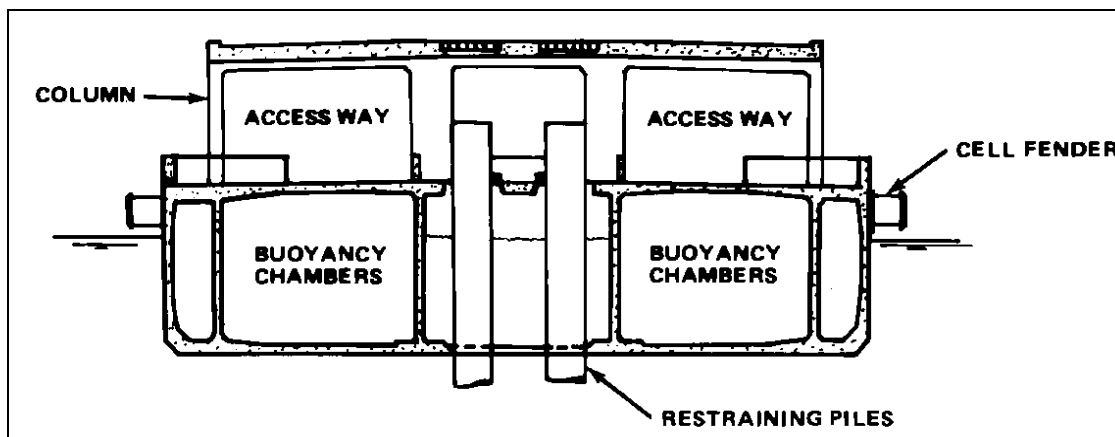 COLUMN
ACCESS WAY
ACCESS WAY
CELL FENDER
BUOYANCY
CHAMBERS
BUOYANCY
CHAMBERS
RESTRAINING PILES